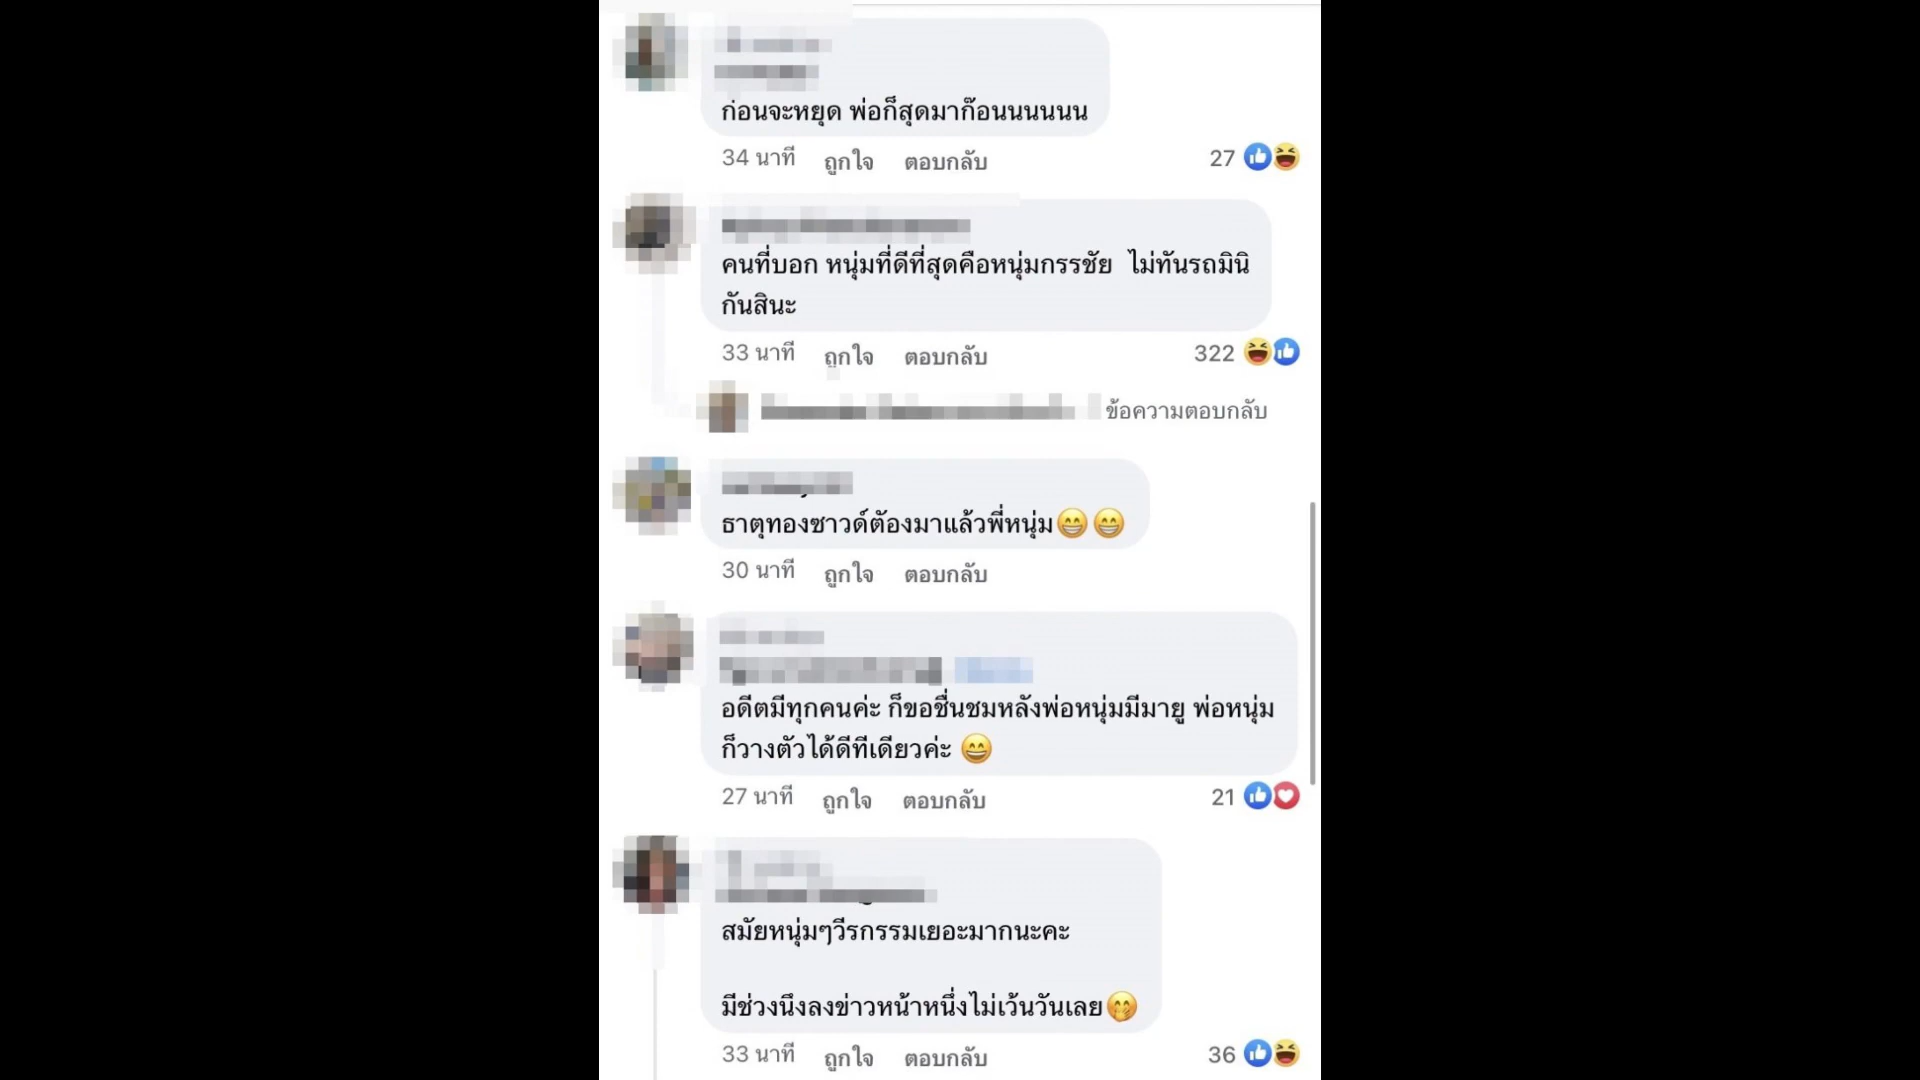 ก่อนจะหยุด พ่อก็สุดมาก๊อนนนนนน
34 นาที ถูกใจ ตอบกลับ 27
คนที่บอก หนุ่มที่ดีที่สุดคือหนุ่มกรรชัย ไม่ทันรถมินิ
กันสินะ
33 นาที ถูกใจ ตอบกลับ 322
ข้อความตอบกลับ
ธาตุทองซาวด์ต้องมาแล้วพี่หนุ่ม😁😁
30 นาที ถูกใจ ตอบกลับ
อดีตมีทุกคนค่ะ ก็ขอชื่นชมหลังพ่อหนุ่มมีมายู พ่อหนุ่ม
ก็วางตัวได้ดีทีเดียวค่ะ 😄
27 นาที ถูกใจ ตอบกลับ 21
สมัยหนุ่มๆวีรกรรมเยอะมากนะคะ
มีช่วงนึงลงข่าวหน้าหนึ่งไม่เว้นวันเลย🤭
33 นาที ถูกใจ ตอบกลับ 36